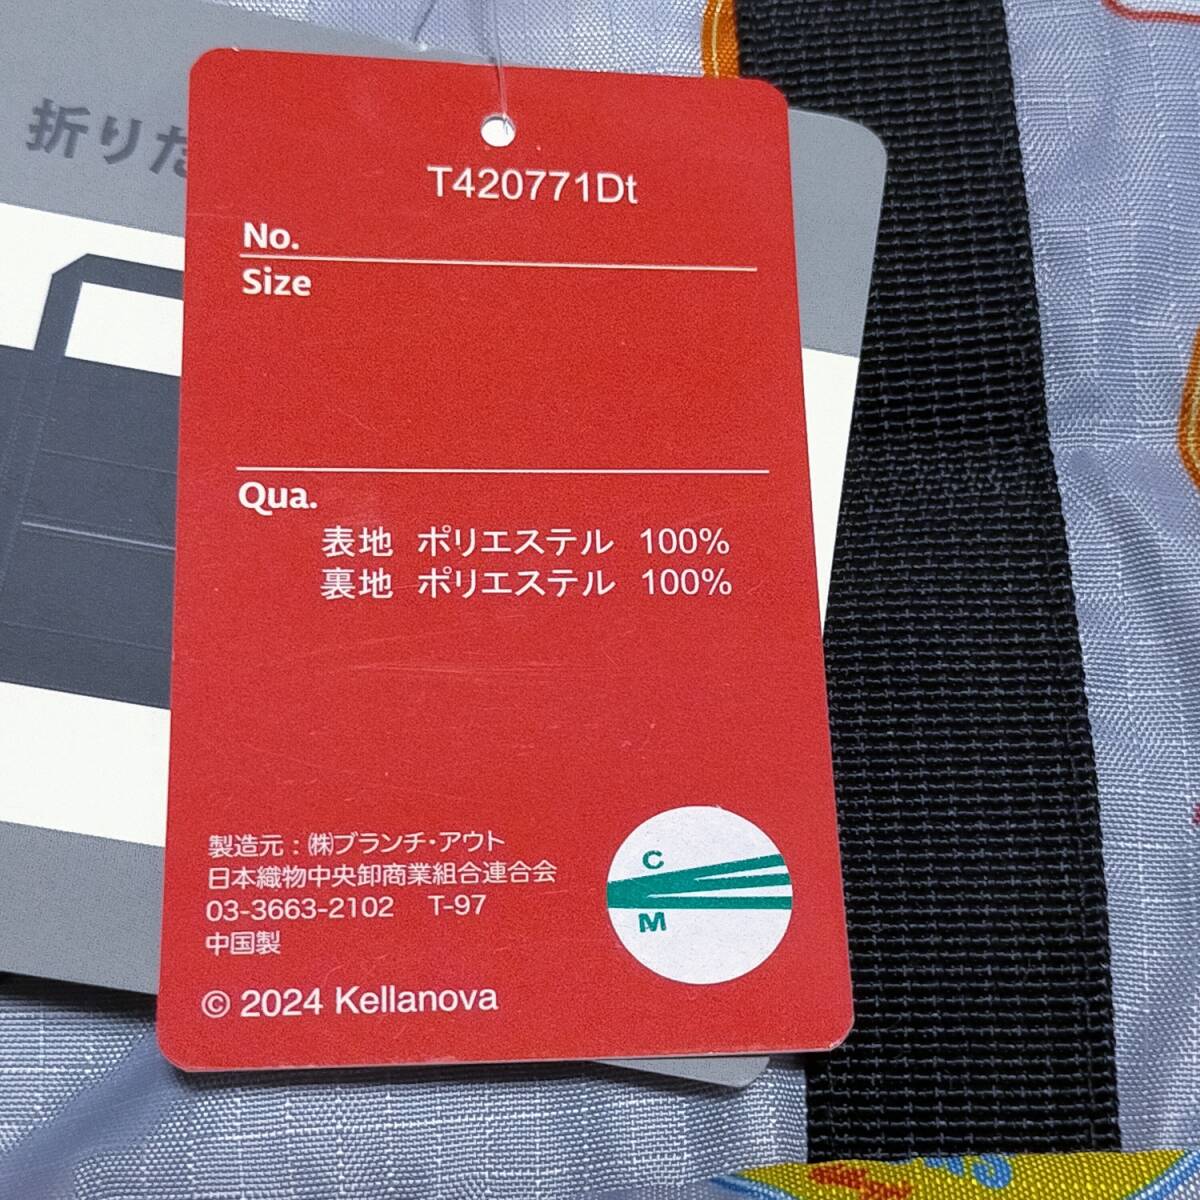 折りた
T420771Dt
No.
Size
Qua.
表地 ポリエステル 100%
裏地 ポリエステル 100%
製造元:㈱ブランチ・アウト
日本織物中央卸商業組合連合会
03-3663-2102 T-97
中国製
© 2024 Kellanova
C
M